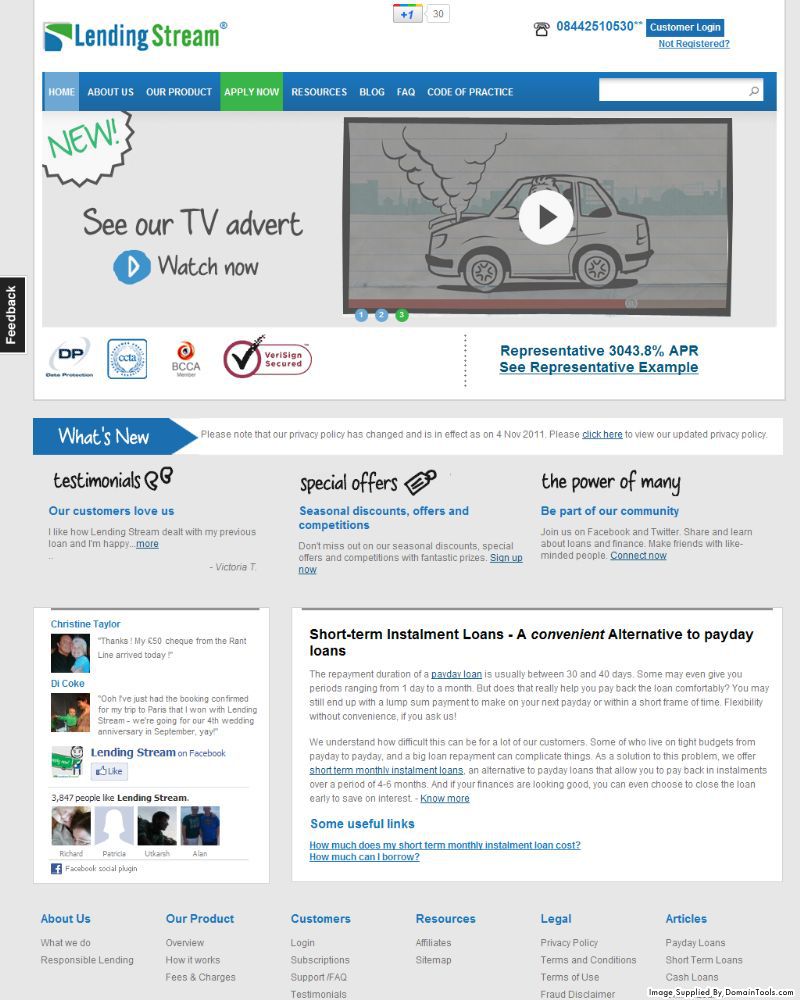 +1 30
LendingStream®
08442510530** Customer Login
Not Registered?
HOME ABOUT US OUR PRODUCT APPLY NOW RESOURCES BLOG FAQ CODE OF PRACTICE
NEW!
See our TV advert
Watch now
1 2 3
Feedback
DP
Data Protection
ccta
BCCA
Member
VeriSign
Secured
Representative 3043.8% APR
See Representative Example
What's New
Please note that our privacy policy has changed and is in effect as on 4 Nov 2011. Please click here to view our updated privacy policy.
testimonials
Our customers love us
I like how Lending Stream dealt with my previous
loan and I'm happy...more
..
- Victoria T.
special offers
Seasonal discounts, offers and
competitions
Don't miss out on our seasonal discounts, special
offers and competitions with fantastic prizes. Sign up
now
the power of many
Be part of our community
Join us on Facebook and Twitter. Share and learn
about loans and finance. Make friends with like-
minded people. Connect now
Christine Taylor
"Thanks ! My £50 cheque from the Rant
Line arrived today !"
Di Coke
"Ooh I've just had the booking confirmed
for my trip to Paris that I won with Lending
Stream - we're going for our 4th wedding
anniversary in September, yay!"
Lending Stream on Facebook
Like
3,847 people like Lending Stream.
Richard Patricia Utkarsh Alan
Facebook social plugin
Short-term Instalment Loans - A convenient Alternative to payday
loans
The repayment duration of a payday loan is usually between 30 and 40 days. Some may even give you
periods ranging from 1 day to a month. But does that really help you pay back the loan comfortably? You may
still end up with a lump sum payment to make on your next payday or within a short frame of time. Flexibility
without convenience, if you ask us!
We understand how difficult this can be for a lot of our customers. Some of who live on tight budgets from
payday to payday, and a big loan repayment can complicate things. As a solution to this problem, we offer
short term monthly instalment loans, an alternative to payday loans that allow you to pay back in instalments
over a period of 4-6 months. And if your finances are looking good, you can even choose to close the loan
early to save on interest. - Know more
Some useful links
How much does my short term monthly instalment loan cost?
How much can I borrow?
About Us
What we do
Responsible Lending
Our Product
Overview
How it works
Fees & Charges
Customers
Login
Subscriptions
Support /FAQ
Testimonials
Resources
Affiliates
Sitemap
Legal
Privacy Policy
Terms and Conditions
Terms of Use
Fraud Disclaimer
Articles
Payday Loans
Short Term Loans
Cash Loans
Image Supplied By DomainTools.com